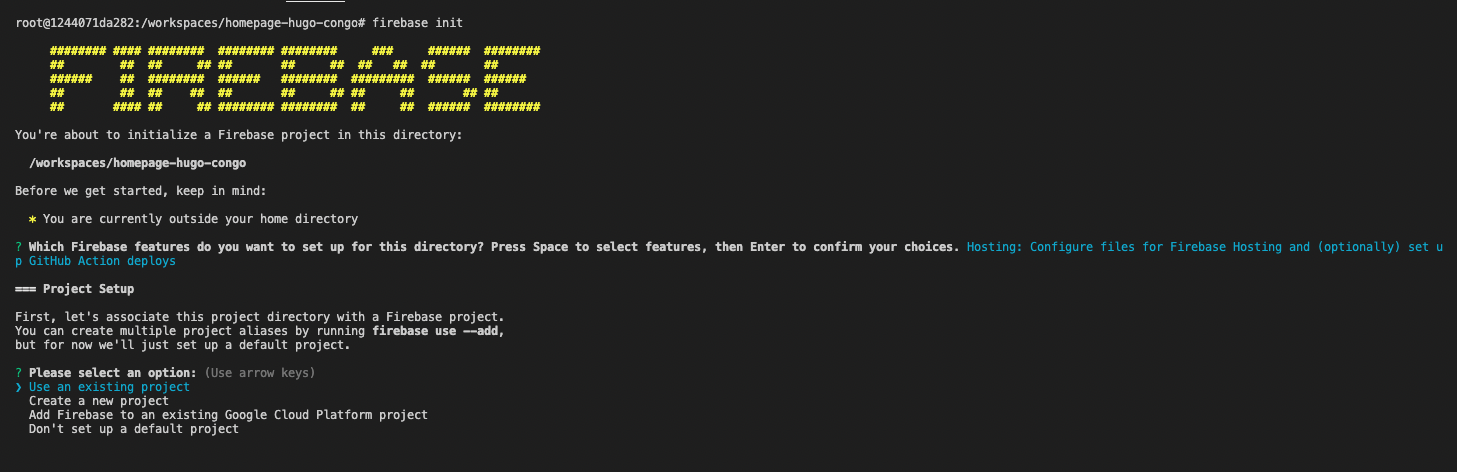 root@1244071da282:/workspaces/homepage-hugo-congo# firebase init
FIREBASE
You're about to initialize a Firebase project in this directory:
/workspaces/homepage-hugo-congo
Before we get started, keep in mind:
* You are currently outside your home directory
? Which Firebase features do you want to set up for this directory? Press Space to select features, then Enter to confirm your choices. Hosting: Configure files for Firebase Hosting and (optionally) set u
p GitHub Action deploys
=== Project Setup
First, let's associate this project directory with a Firebase project.
You can create multiple project aliases by running firebase use --add,
but for now we'll just set up a default project.
? Please select an option: (Use arrow keys)
❯ Use an existing project
Create a new project
Add Firebase to an existing Google Cloud Platform project
Don't set up a default project